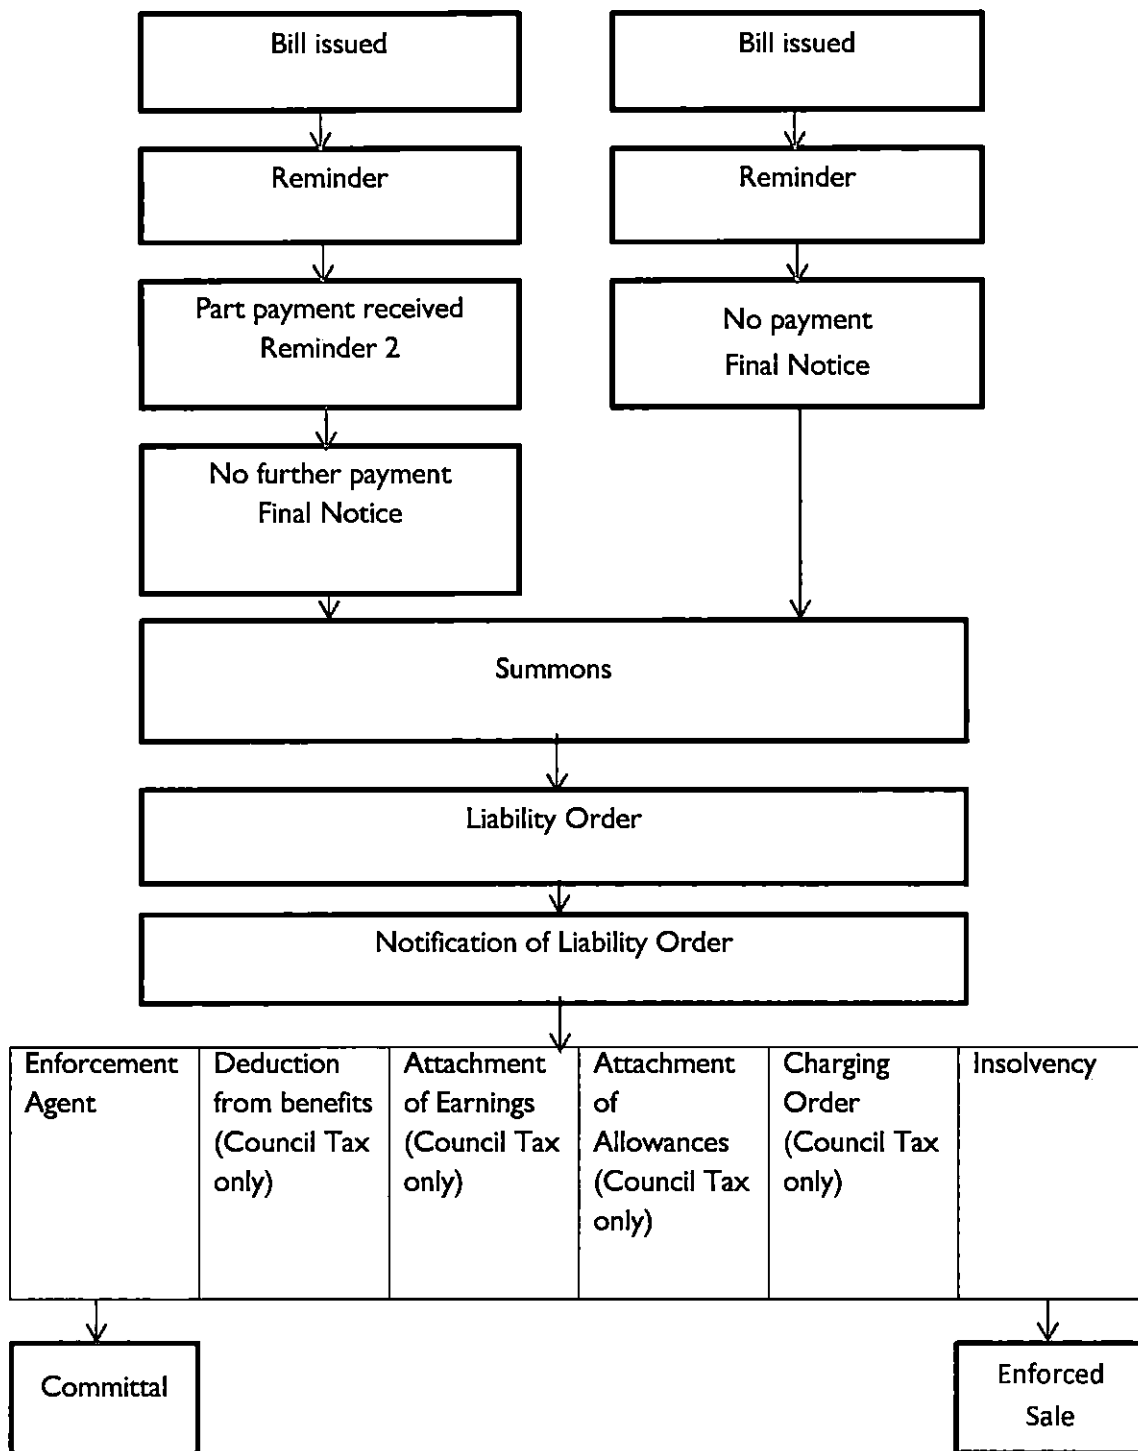 Bill issued
Bill issued
Reminder
Reminder
Part payment received
Reminder 2
No payment
Final Notice
No further payment
Final Notice
Summons
Liability Order
Notification of Liability Order
Enforcement
Agent
Deduction
from benefits
(Council Tax
only)
Attachment
of Earnings
(Council Tax
only)
Attachment
of
Allowances
(Council Tax
only)
Charging
Order
(Council Tax
only)
Insolvency
Committal
Enforced
Sale